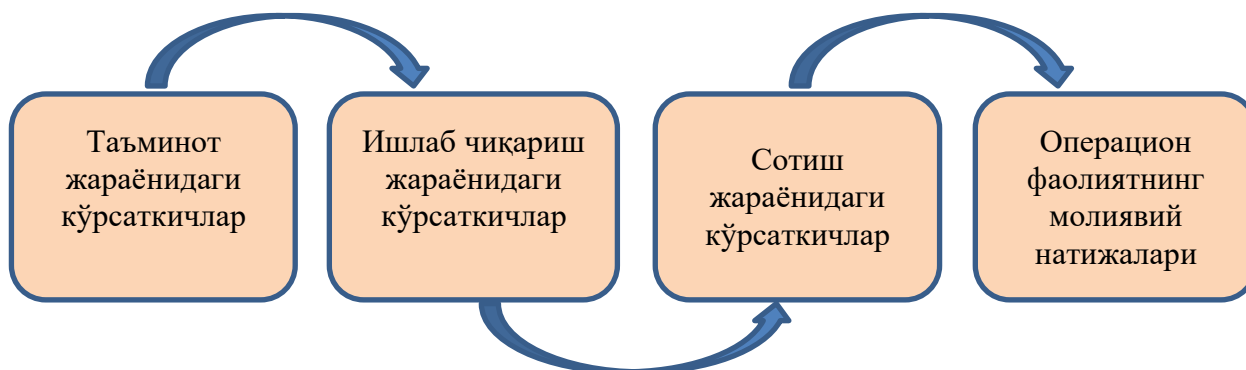 Таъминот
жараёнидаги
кўрсаткичлар
Ишлаб чиқариш
жараёнидаги
кўрсаткичлар
Сотиш
жараёнидаги
кўрсаткичлар
Операцион
фаолиятнинг
молиявий
натижалари